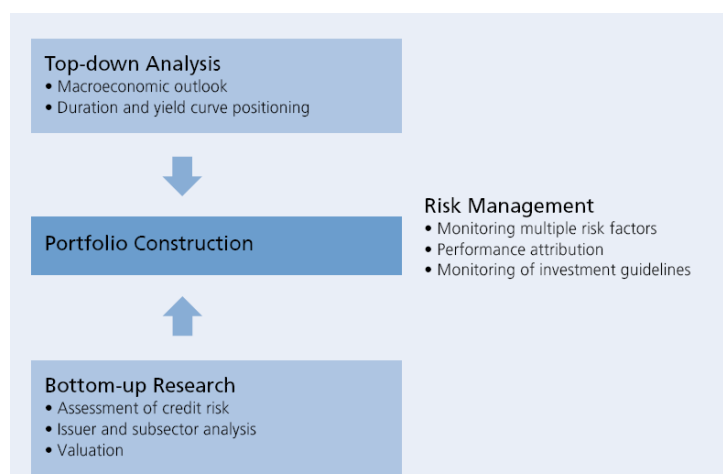 Top-down Analysis
• Macroeconomic outlook
• Duration and yield curve positioning
Portfolio Construction
Risk Management
• Monitoring multiple risk factors
• Performance attribution
• Monitoring of investment guidelines
Bottom-up Research
• Assessment of credit risk
• Issuer and subsector analysis
• Valuation